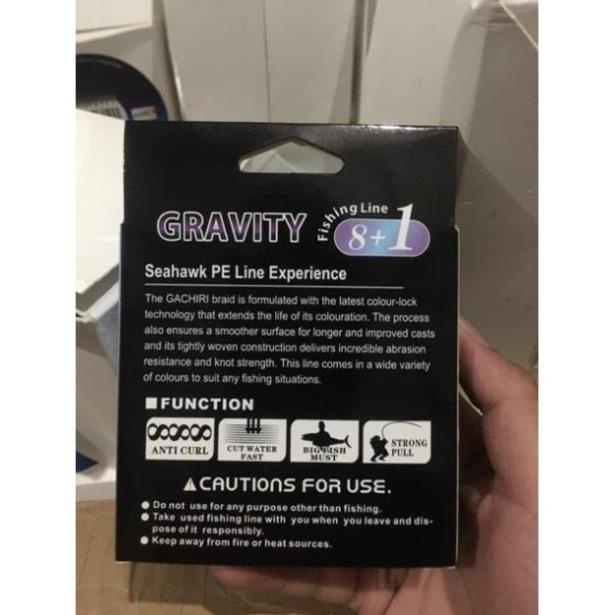 GRAVITY
Fishing Line
8+1
Seahawk PE Line Experience
The GACHIRI braid is formulated with the latest colour-lock
technology that extends the life of its colouration. The process
also ensures a smoother surface for longer and improved casts
and its tightly woven construction delivers incredible abrasion
resistance and knot strength. This line comes in a wide variety
of colours to suit any fishing situations.
FUNCTION
ANTI CURL
CUT WATER
FAST
BIG FISH
MUST
STRONG
PULL
CAUTIONS FOR USE.
Do not use for any purpose other than fishing.
Take used fishing line with you when you leave and dis-
pose of it responsibly.
Keep away from fire or heat sources.